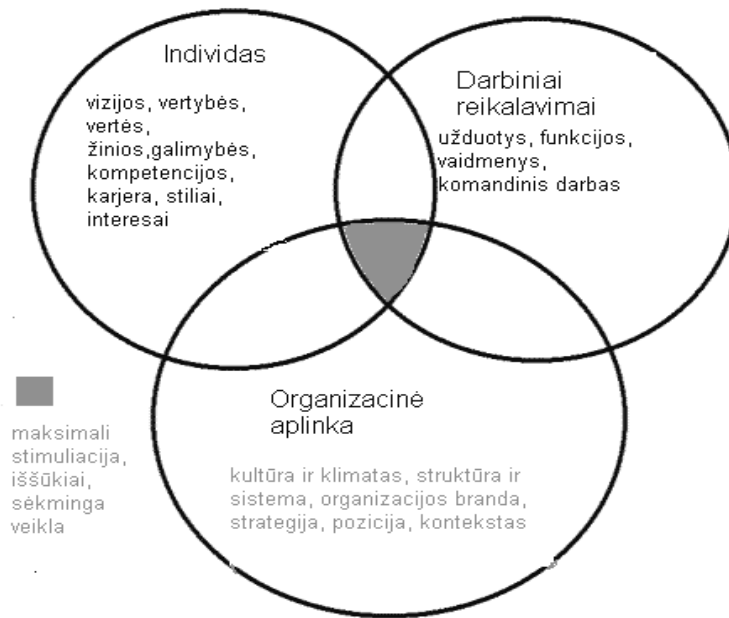 Individas
vizijos, vertybės,
vertės,
žinios,galimybės,
kompetencijos,
karjera, stiliai,
interesai
Darbiniai
reikalavimai
užduotys, funkcijos,
vaidmenys,
komandinis darbas
Organizacinė
aplinka
kultūra ir klimatas, struktūra ir
sistema, organizacijos branda,
strategija, pozicija, kontekstas
maksimali
stimuliacija,
iššūkiai,
sėkminga
veikla